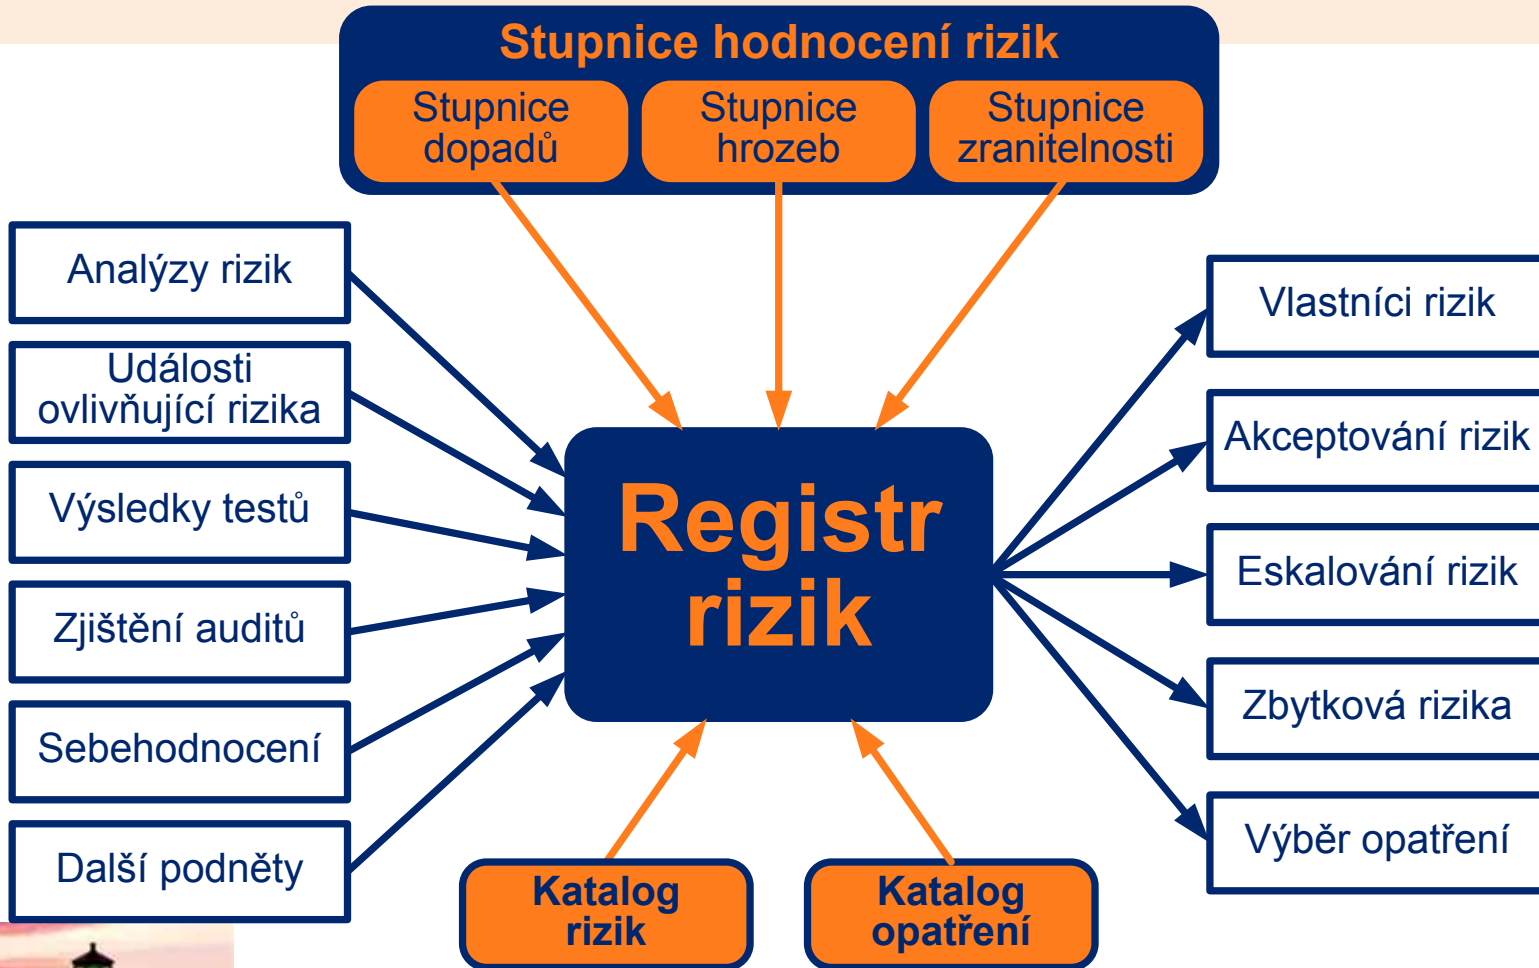 Stupnice hodnocení rizik
Stupnice
dopadů
Stupnice
hrozeb
Stupnice
zranitelnosti
Analýzy rizik
Události
ovlivňující rizika
Výsledky testů
Zjištění auditů
Sebehodnocení
Další podněty
Registr
rizik
Vlastníci rizik
Akceptování rizik
Eskalování rizik
Zbytková rizika
Výběr opatření
Katalog
rizik
Katalog
opatření